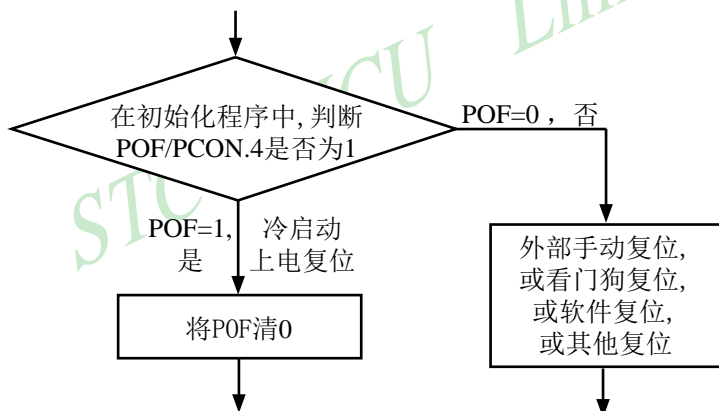 STC MCU Lim
在初始化程序中,判断
POF/PCON.4是否为1
POF=0 ，否
POF=1, 冷启动
是 上电复位
将POF清0
外部手动复位,
或看门狗复位,
或软件复位,
或其他复位